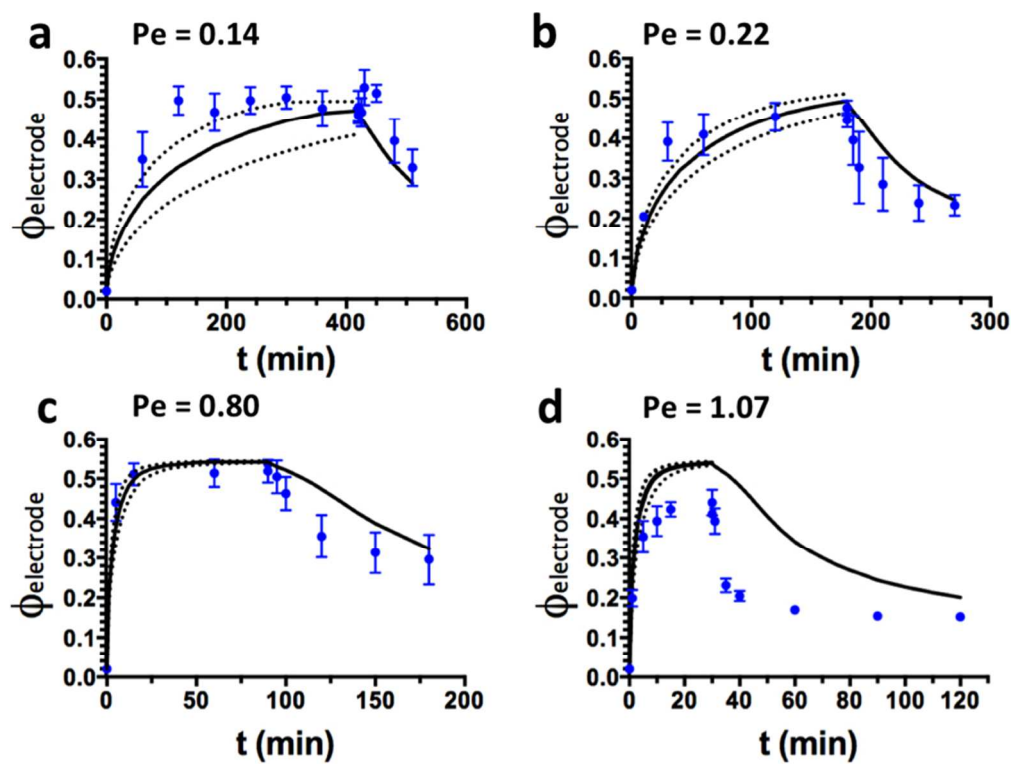 a Pe = 0.14
0.6
0.5
0.4
0.3
0.2
0.1
0.0
ϕelectrode
0 200 400 600
t (min)
b Pe = 0.22
0.6
0.5
0.4
0.3
0.2
0.1
0.0
ϕelectrode
0 100 200 300
t (min)
c Pe = 0.80
0.6
0.5
0.4
0.3
0.2
0.1
0.0
ϕelectrode
0 50 100 150 200
t (min)
d Pe = 1.07
0.6
0.5
0.4
0.3
0.2
0.1
0.0
ϕelectrode
0 20 40 60 80 100 120
t (min)